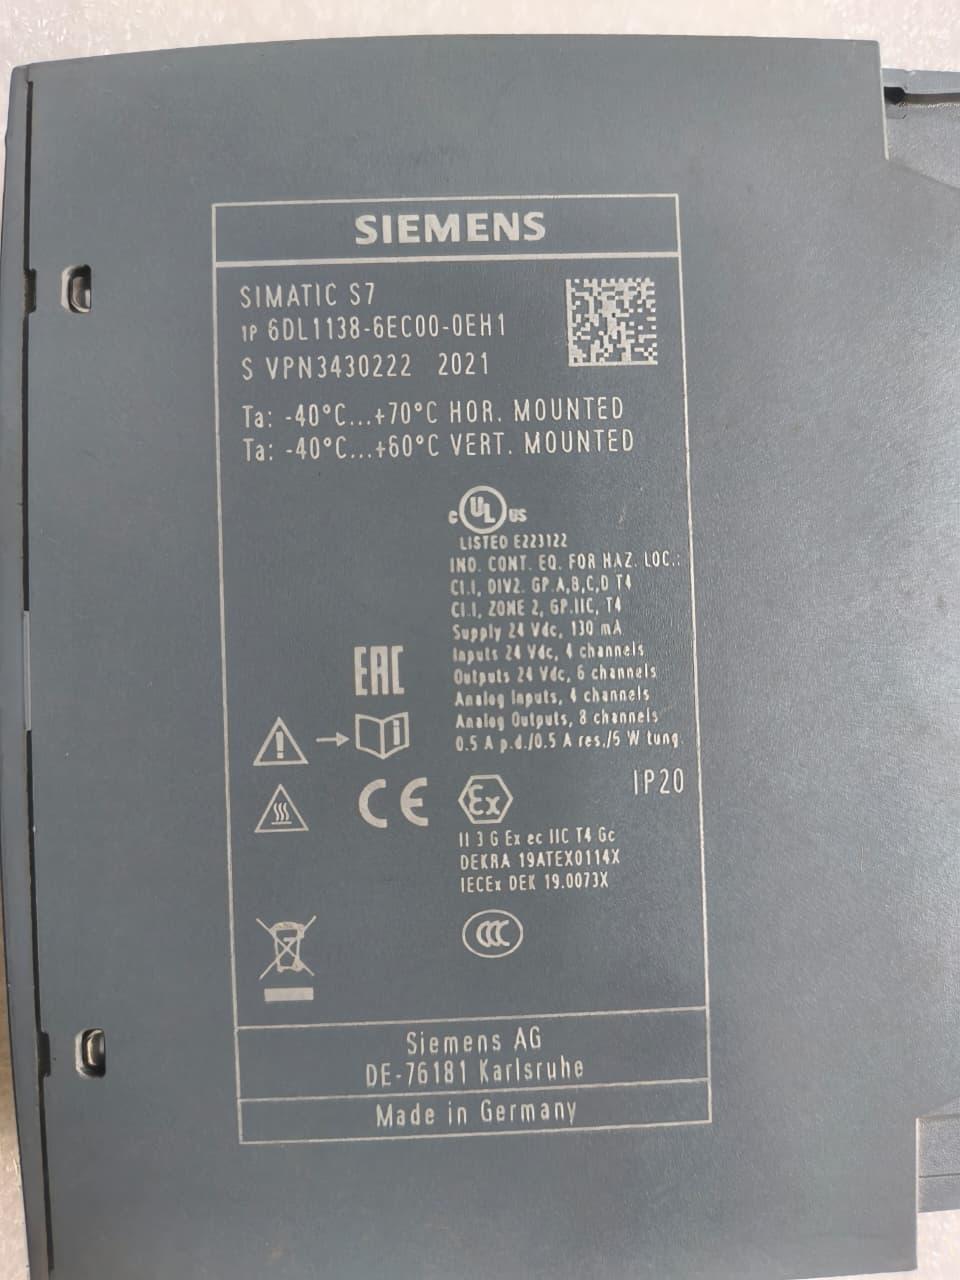 SIEMENS
SIMATIC S7
1P 6DL1138-6EC00-0EH1
S VPN3430222 2021
Ta: -40°C...+70°C HOR. MOUNTED
Ta: -40°C...+60°C VERT. MOUNTED
c UL US
LISTED E223122
IND. CONT. EQ. FOR HAZ. LOC.:
Cl.I, DIV2. GP.A,B,C,D T4
Cl.I, ZONE 2, GP.IIC, T4
Supply 24 Vdc, 130 mA
Inputs 24 Vdc, 4 channels
Outputs 24 Vdc, 6 channels
Analog Inputs, 4 channels
Analog Outputs, 8 channels
0.5 A p.d./0.5 A res./5 W tung.
EAC
i
IP20
CE
Ex
II 3 G Ex ec IIC T4 Gc
DEKRA 19ATEX0114X
IECEx DEK 19.0073X
CCC
Siemens AG
DE-76181 Karlsruhe
Made in Germany